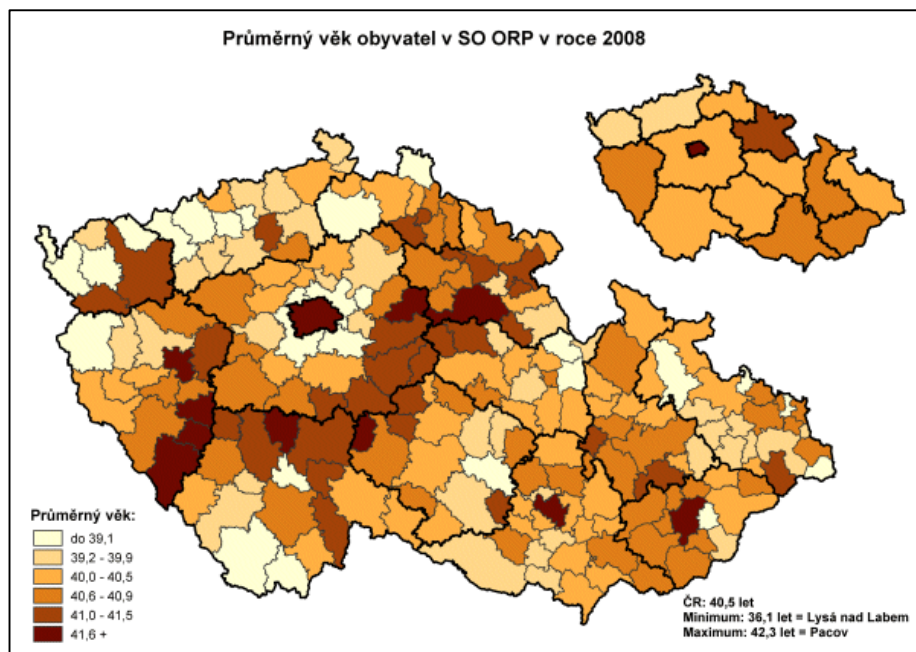 Průměrný věk obyvatel v SO ORP v roce 2008
Průměrný věk:
do 39,1
39,2 - 39,9
40,0 - 40,5
40,6 - 40,9
41,0 - 41,5
41,6 +
ČR: 40,5 let
Minimum: 36,1 let = Lysá nad Labem
Maximum: 42,3 let = Pacov